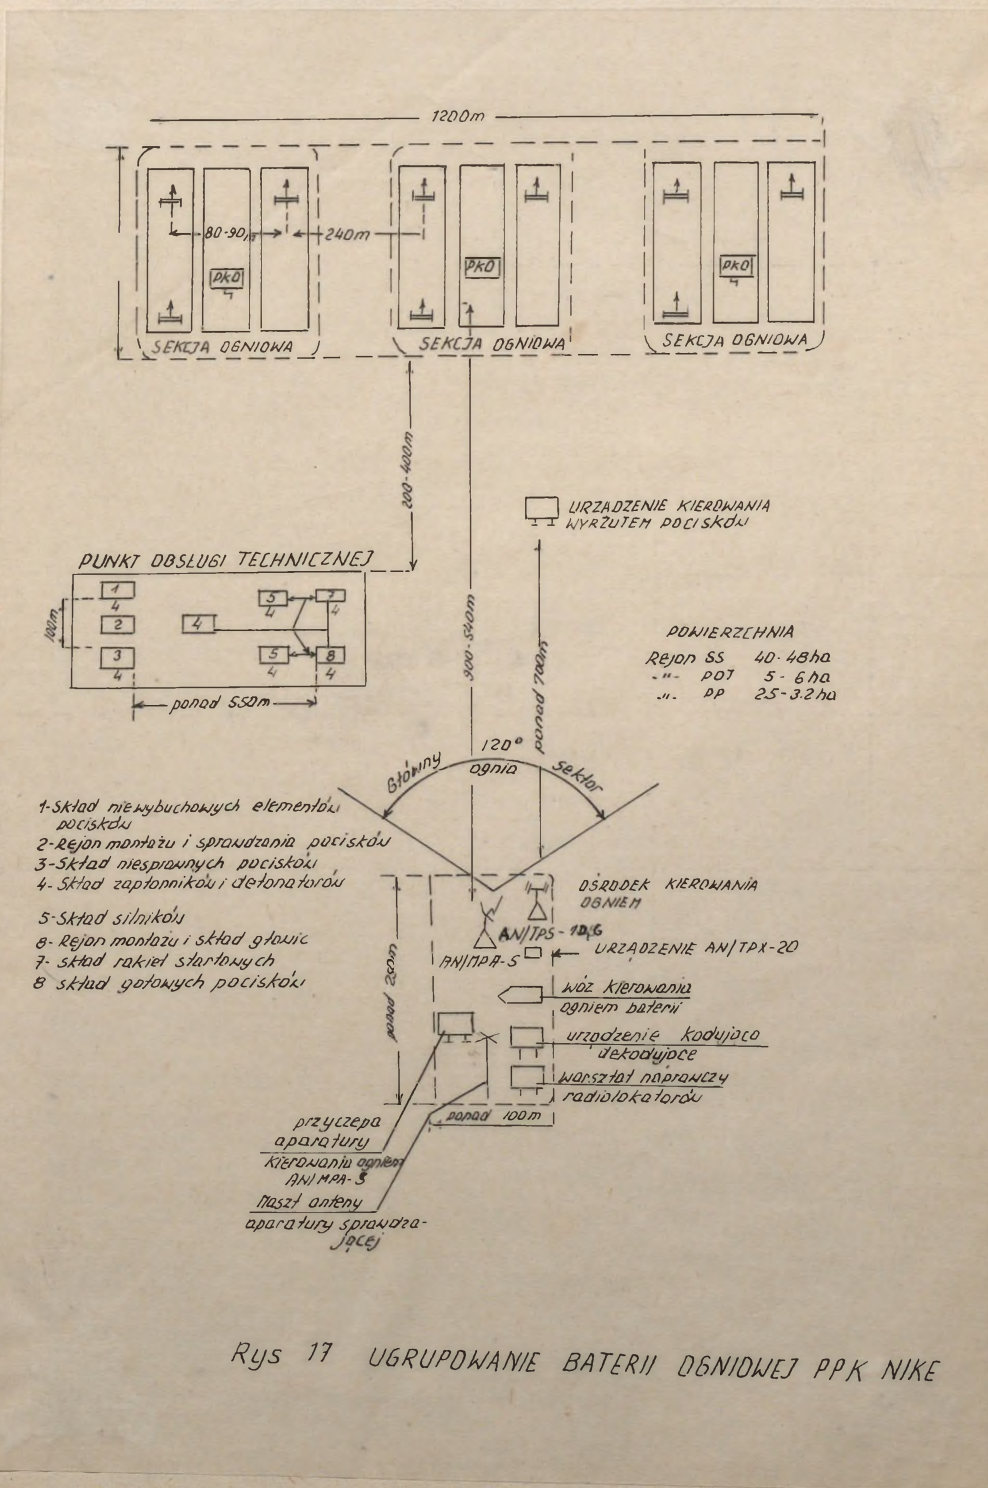 1200m
80-90m
240m
PKO
4
PKO
PKO
4
SEKCJA OGNIOWA
SEKCJA OGNIOWA
SEKCJA OGNIOWA
200-400m
URZĄDZENIE KIEROWANIA
WYRZUTEM POCISKÓW
PUNKT OBSŁUGI TECHNICZNEJ
1
4
2
3
4
4
5
4
7
4
5
4
8
4
100m
ponad 550m
900-540m
ponad 700m
POWIERZCHNIA
Rejon SS 40-48ha
-"- POT 5-6ha
-"- PP 2.5-3.2ha
120°
Główny
ognia
sektor
1-Skład niewybuchowych elementów
pocisków
2-Rejon montażu i sprawdzania pocisków
3-Skład niesprawnych pocisków
4-Skład zapłonników i detonatorów
5-Skład silników
6-Rejon montażu i skład głowic
7-skład rakiet startowych
8 skład gotowych pocisków
OŚRODEK KIEROWANIA
OGNIEM
AN/TPS-1D,G
AN/MPA-5
URZĄDZENIE AN/TPX-20
ponad 250m
wóz kierowania
ogniem baterii
urządzenie kodująco
dekodujące
warsztat naprawczy
radiolokatorów
ponad 100m
przyczepa
aparatury
kierowania ogniem
AN/MPA-5
Maszt anteny
aparatury sprawdza-
jącej
Rys 17 UGRUPOWANIE BATERII OGNIOWEJ PPK NIKE